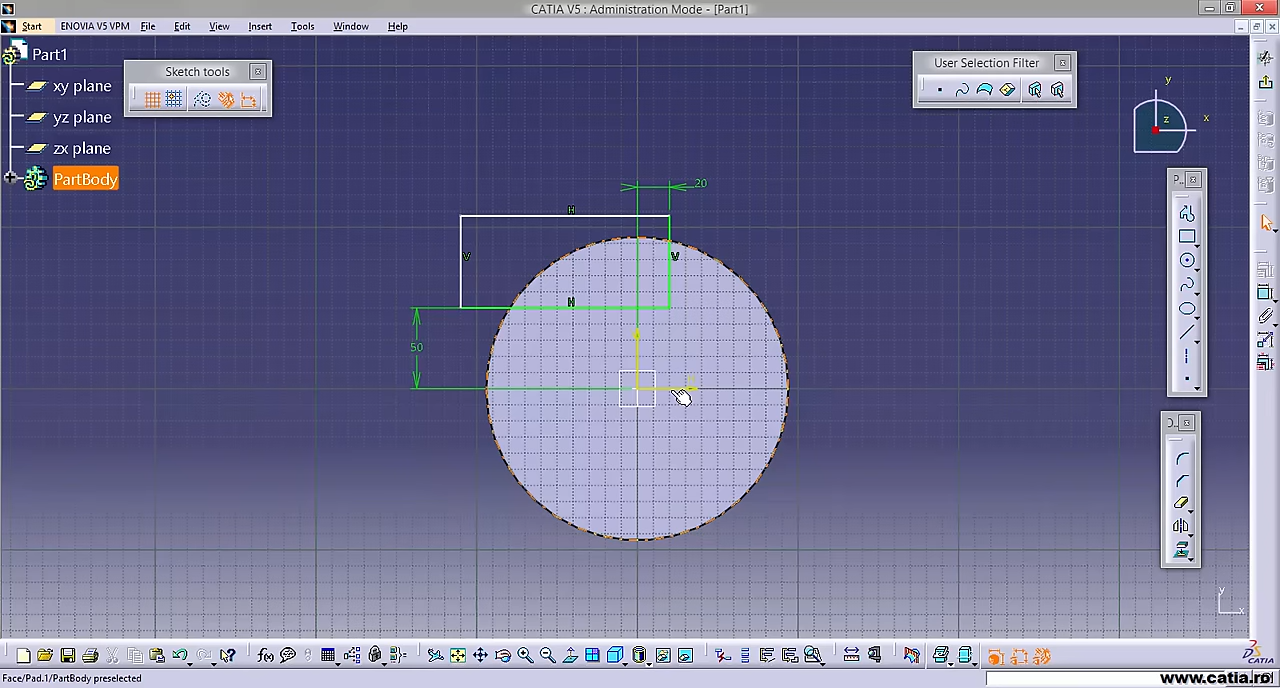 CATIA V5 : Administration Mode - [Part1]
Start ENOVIA V5 VPM File Edit View Insert Tools Window Help
Part1
xy plane
yz plane
zx plane
PartBody
Sketch tools
User Selection Filter
y
x
z
P..
20
H
V
V
H
50
D..
y
x
f(x)
CATIA
Face/Pad.1/PartBody preselected
www.catia.ro